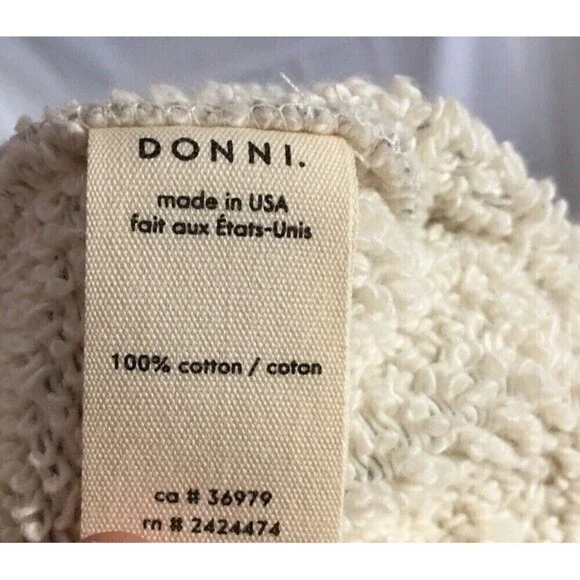 DONNI.
made in USA
fait aux États-Unis
100% cotton / coton
ca # 36979
rn # 2424474